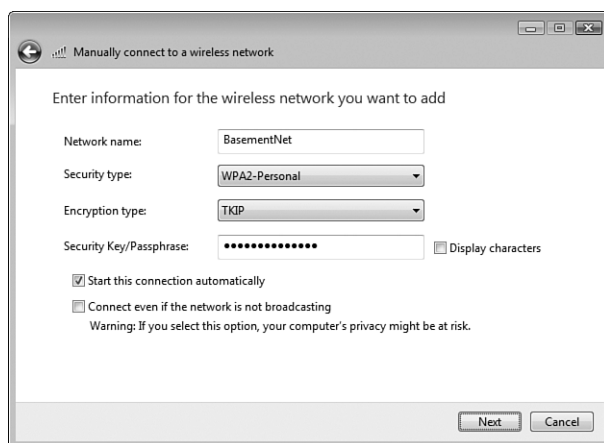 Manually connect to a wireless network
Enter information for the wireless network you want to add
Network name: BasementNet
Security type: WPA2-Personal
Encryption type: TKIP
Security Key/Passphrase: •••••••••••••• Display characters
Start this connection automatically
Connect even if the network is not broadcasting
Warning: If you select this option, your computer's privacy might be at risk.
Next Cancel